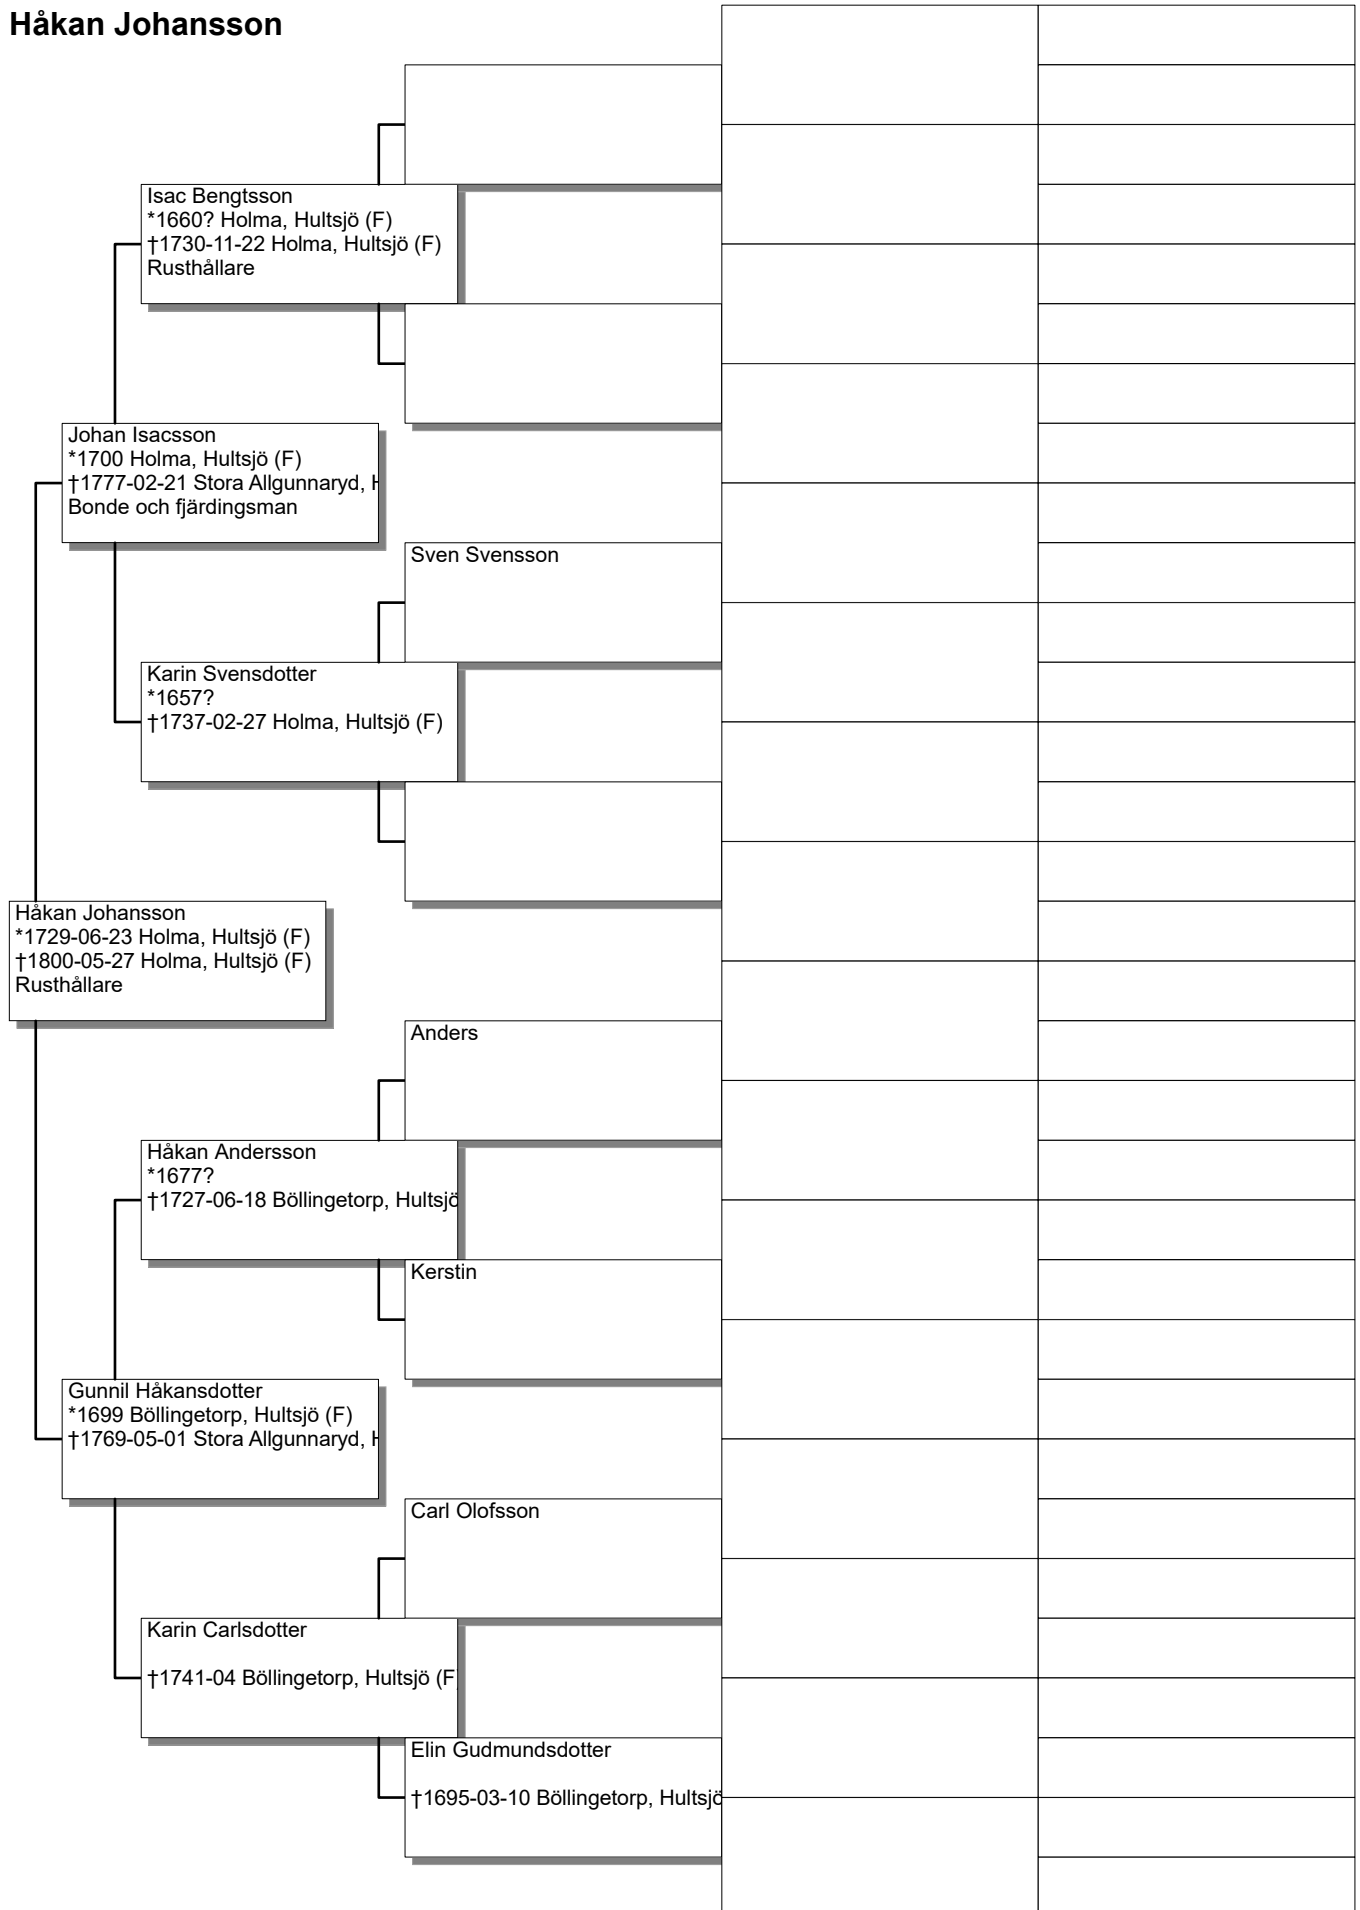 Håkan Johansson
Isac Bengtsson
*1660? Holma, Hultsjö (F)
†1730-11-22 Holma, Hultsjö (F)
Rusthållare
Johan Isacsson
*1700 Holma, Hultsjö (F)
†1777-02-21 Stora Allgunnaryd, H
Bonde och fjärdingsman
Sven Svensson
Karin Svensdotter
*1657?
†1737-02-27 Holma, Hultsjö (F)
Håkan Johansson
*1729-06-23 Holma, Hultsjö (F)
†1800-05-27 Holma, Hultsjö (F)
Rusthållare
Anders
Håkan Andersson
*1677?
†1727-06-18 Böllingetorp, Hultsjö
Kerstin
Gunnil Håkansdotter
*1699 Böllingetorp, Hultsjö (F)
†1769-05-01 Stora Allgunnaryd, H
Carl Olofsson
Karin Carlsdotter
†1741-04 Böllingetorp, Hultsjö (F
Elin Gudmundsdotter
†1695-03-10 Böllingetorp, Hultsjö